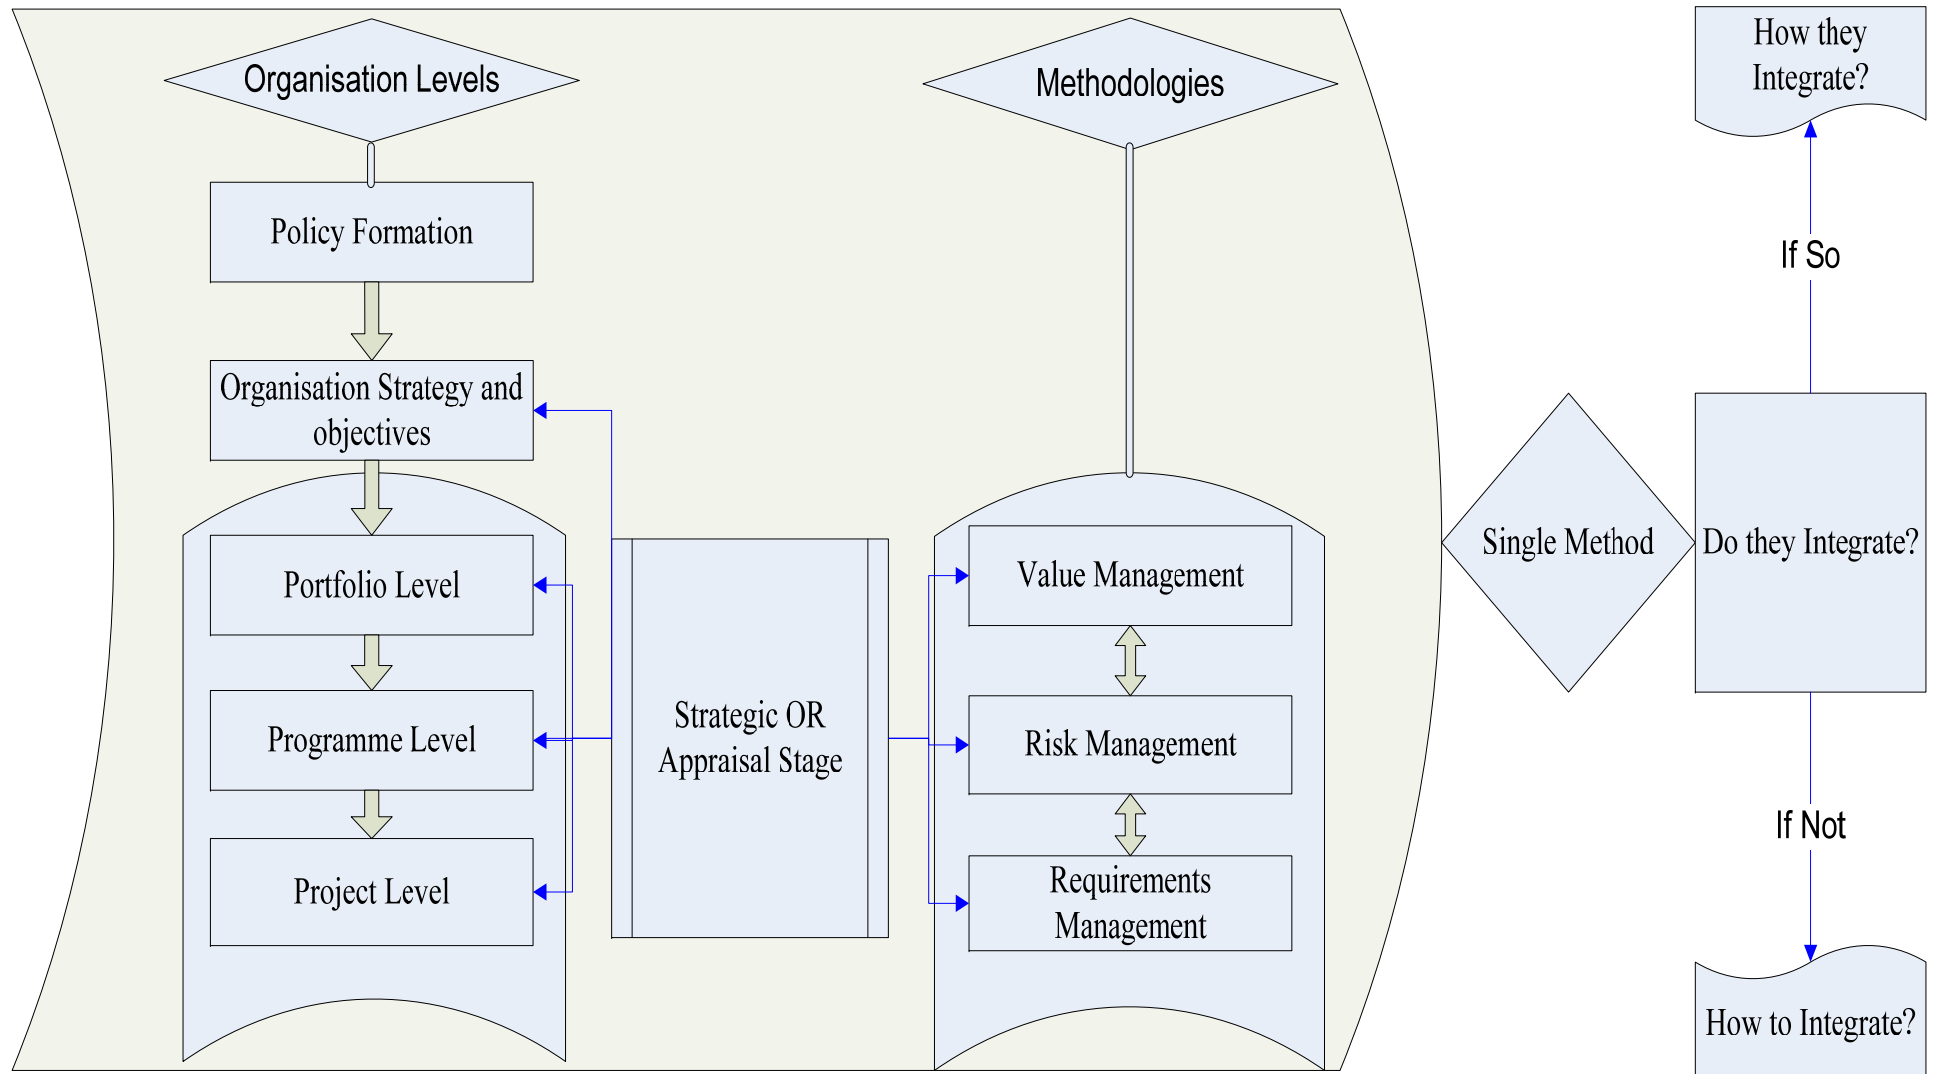 Organisation Levels
Policy Formation
Organisation Strategy and
objectives
Portfolio Level
Programme Level
Project Level
Strategic OR
Appraisal Stage
Methodologies
Value Management
Risk Management
Requirements
Management
Single Method
How they
Integrate?
If So
Do they Integrate?
If Not
How to Integrate?